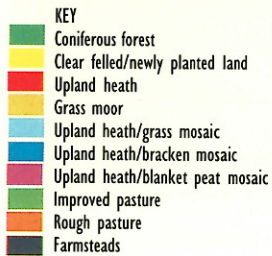 KEY
Coniferous forest
Clear felled/newly planted land
Upland heath
Grass moor
Upland heath/grass mosaic
Upland heath/bracken mosaic
Upland heath/blanket peat mosaic
Improved pasture
Rough pasture
Farmsteads